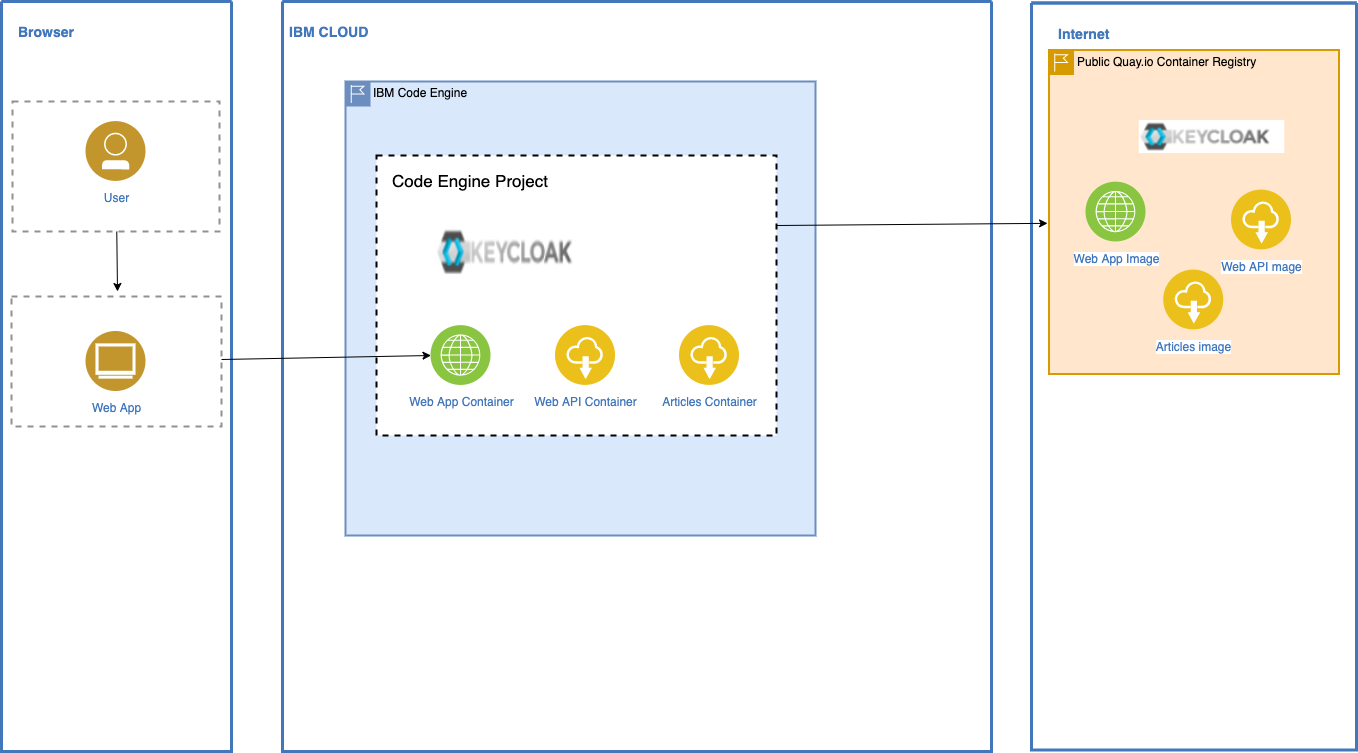 Browser
User
Web App
IBM CLOUD
IBM Code Engine
Code Engine Project
KEYCLOAK
Web App Container
Web API Container
Articles Container
Internet
Public Quay.io Container Registry
KEYCLOAK
Web App Image
Web API mage
Articles image